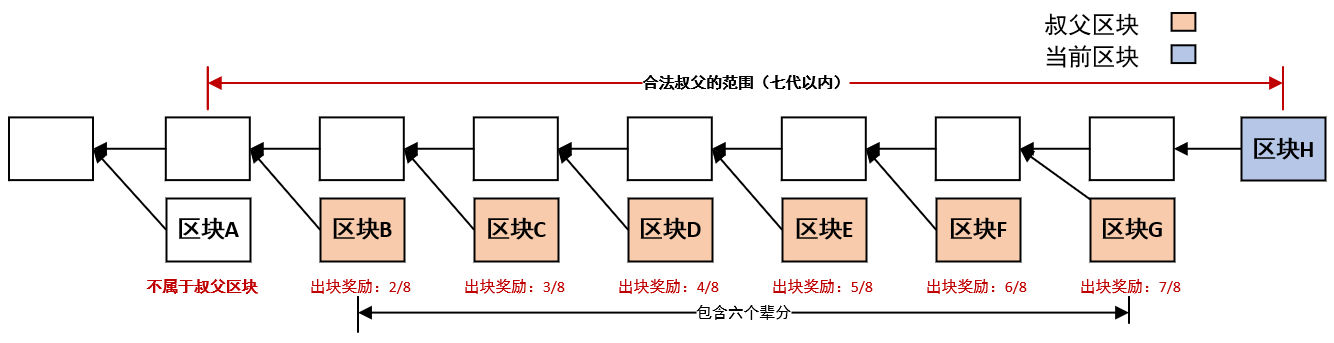 叔父区块
当前区块
合法叔父的范围（七代以内）
区块H
区块A
区块B
区块C
区块D
区块E
区块F
区块G
不属于叔父区块
出块奖励：2/8
出块奖励：3/8
出块奖励：4/8
出块奖励：5/8
出块奖励：6/8
出块奖励：7/8
包含六个辈分